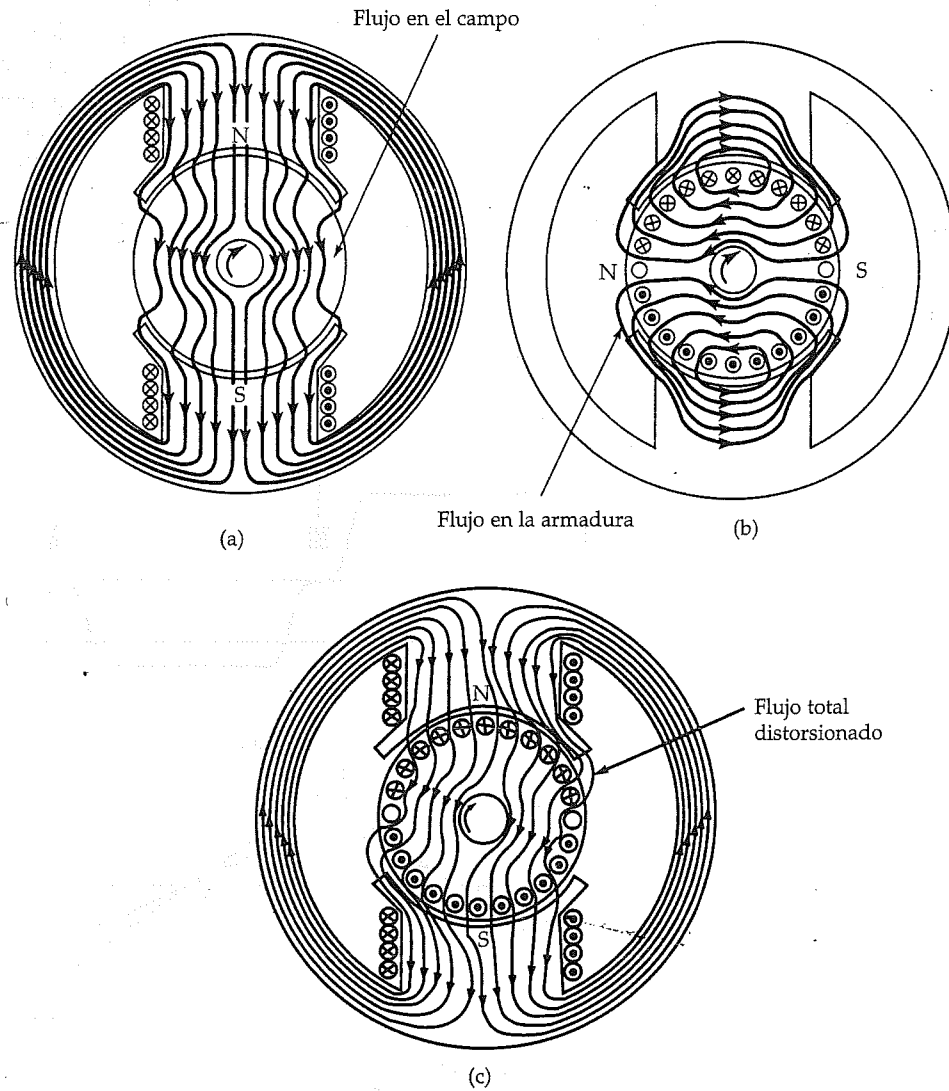 Flujo en el campo
N
S
(a)
N
S
Flujo en la armadura
(b)
N
Flujo total
distorsionado
S
(c)